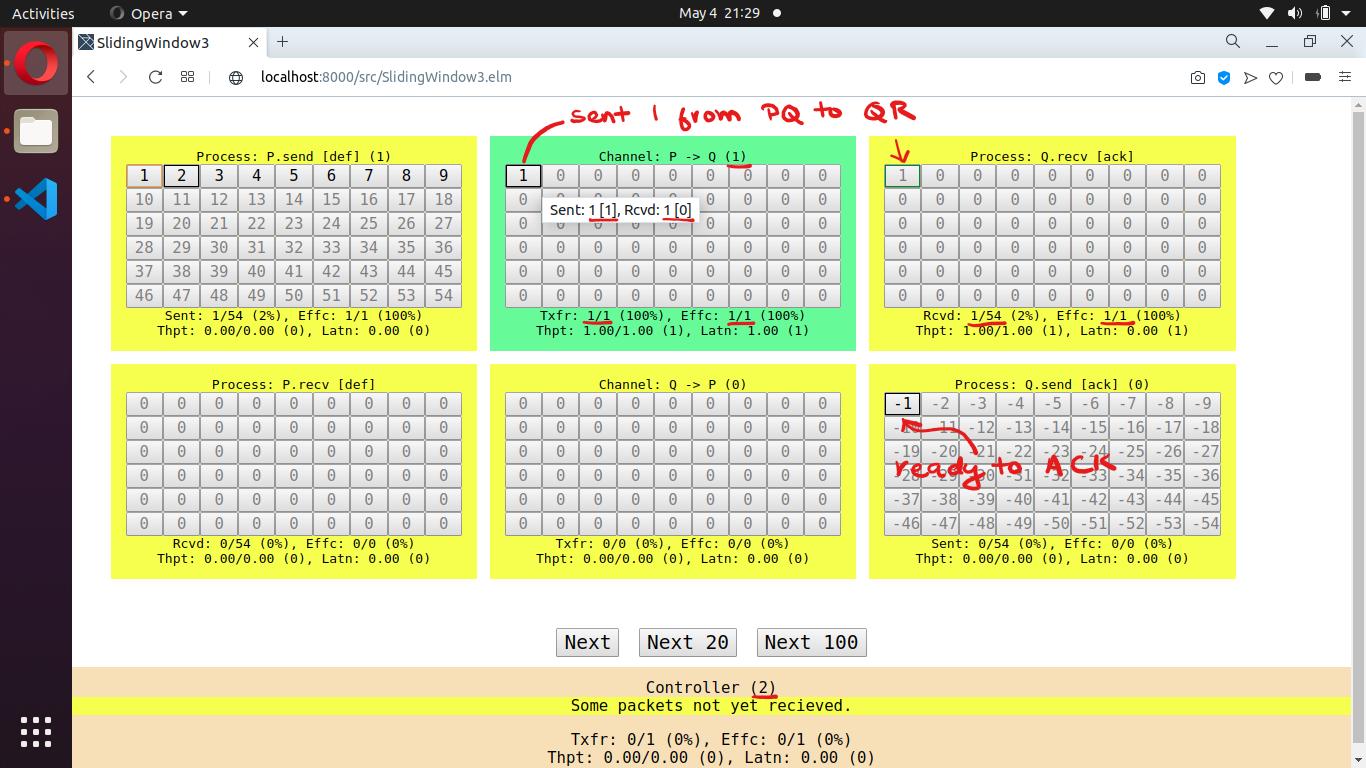 Activities
Opera
May 4 21:29
SlidingWindow3
localhost:8000/src/SlidingWindow3.elm
sent 1 from PQ to QR
Process: P.send [def] (1)
1 2 3 4 5 6 7 8 9
10 11 12 13 14 15 16 17 18
19 20 21 22 23 24 25 26 27
28 29 30 31 32 33 34 35 36
37 38 39 40 41 42 43 44 45
46 47 48 49 50 51 52 53 54
Sent: 1/54 (2%), Effc: 1/1 (100%)
Thpt: 0.00/0.00 (0), Latn: 0.00 (0)
Channel: P -> Q (1)
1 0 0 0 0 0 0 0 0
0 0 0 0 0 0
Sent: 1 [1], Rcvd: 1 [0]
0 0 0 0 0 0 0 0 0
0 0 0 0 0 0 0 0 0
0 0 0 0 0 0 0 0 0
0 0 0 0 0 0 0 0 0
Txfr: 1/1 (100%), Effc: 1/1 (100%)
Thpt: 1.00/1.00 (1), Latn: 1.00 (1)
Process: Q.recv [ack]
1 0 0 0 0 0 0 0 0
0 0 0 0 0 0 0 0 0
0 0 0 0 0 0 0 0 0
0 0 0 0 0 0 0 0 0
0 0 0 0 0 0 0 0 0
0 0 0 0 0 0 0 0 0
Rcvd: 1/54 (2%), Effc: 1/1 (100%)
Thpt: 1.00/1.00 (1), Latn: 0.00 (1)
Process: P.recv [def]
0 0 0 0 0 0 0 0 0
0 0 0 0 0 0 0 0 0
0 0 0 0 0 0 0 0 0
0 0 0 0 0 0 0 0 0
0 0 0 0 0 0 0 0 0
0 0 0 0 0 0 0 0 0
Rcvd: 0/54 (0%), Effc: 0/0 (0%)
Thpt: 0.00/0.00 (0), Latn: 0.00 (0)
Channel: Q -> P (0)
0 0 0 0 0 0 0 0 0
0 0 0 0 0 0 0 0 0
0 0 0 0 0 0 0 0 0
0 0 0 0 0 0 0 0 0
0 0 0 0 0 0 0 0 0
0 0 0 0 0 0 0 0 0
Txfr: 0/0 (0%), Effc: 0/0 (0%)
Thpt: 0.00/0.00 (0), Latn: 0.00 (0)
Process: Q.send [ack] (0)
-1 -2 -3 -4 -5 -6 -7 -8 -9
-10 -11 -12 -13 -14 -15 -16 -17 -18
-19 -20 -21 -22 -23 -24 -25 -26 -27
ready to ACK
-28 -29 -30 -31 -32 -33 -34 -35 -36
-37 -38 -39 -40 -41 -42 -43 -44 -45
-46 -47 -48 -49 -50 -51 -52 -53 -54
Sent: 0/54 (0%), Effc: 0/0 (0%)
Thpt: 0.00/0.00 (0), Latn: 0.00 (0)
Next Next 20 Next 100
Controller (2)
Some packets not yet recieved.
Txfr: 0/1 (0%), Effc: 0/1 (0%)
Thpt: 0.00/0.00 (0), Latn: 0.00 (0)